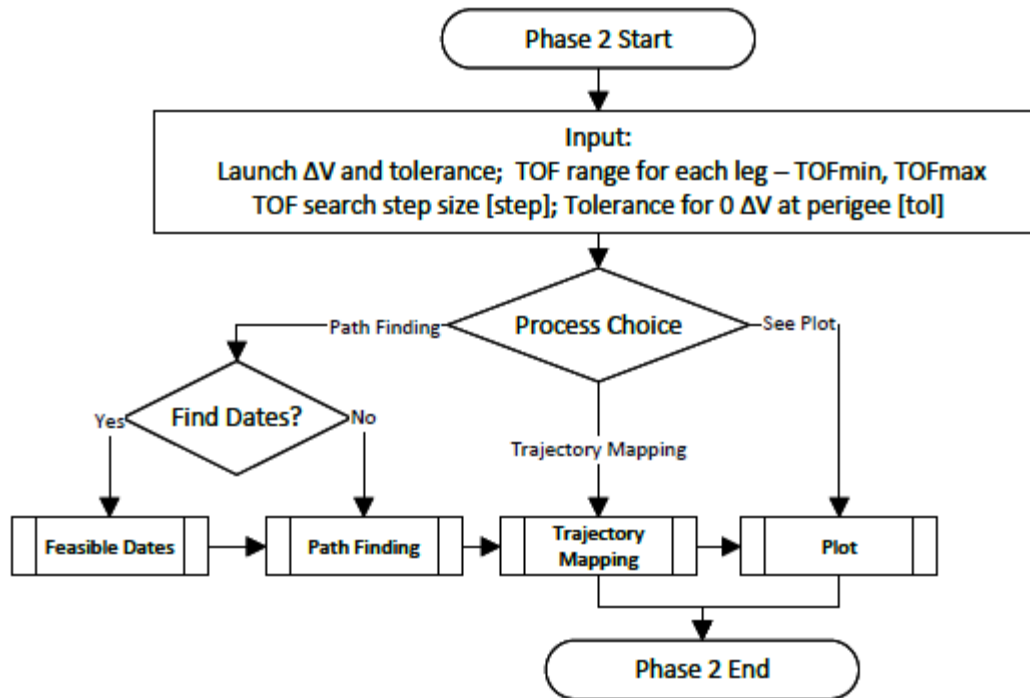 Phase 2 Start
Input:
Launch ΔV and tolerance;  TOF range for each leg – TOFmin, TOFmax
TOF search step size [step]; Tolerance for 0 ΔV at perigee [tol]
Path Finding
Process Choice
See Plot
Yes
Find Dates?
No
Trajectory Mapping
Feasible Dates
Path Finding
Trajectory
Mapping
Plot
Phase 2 End